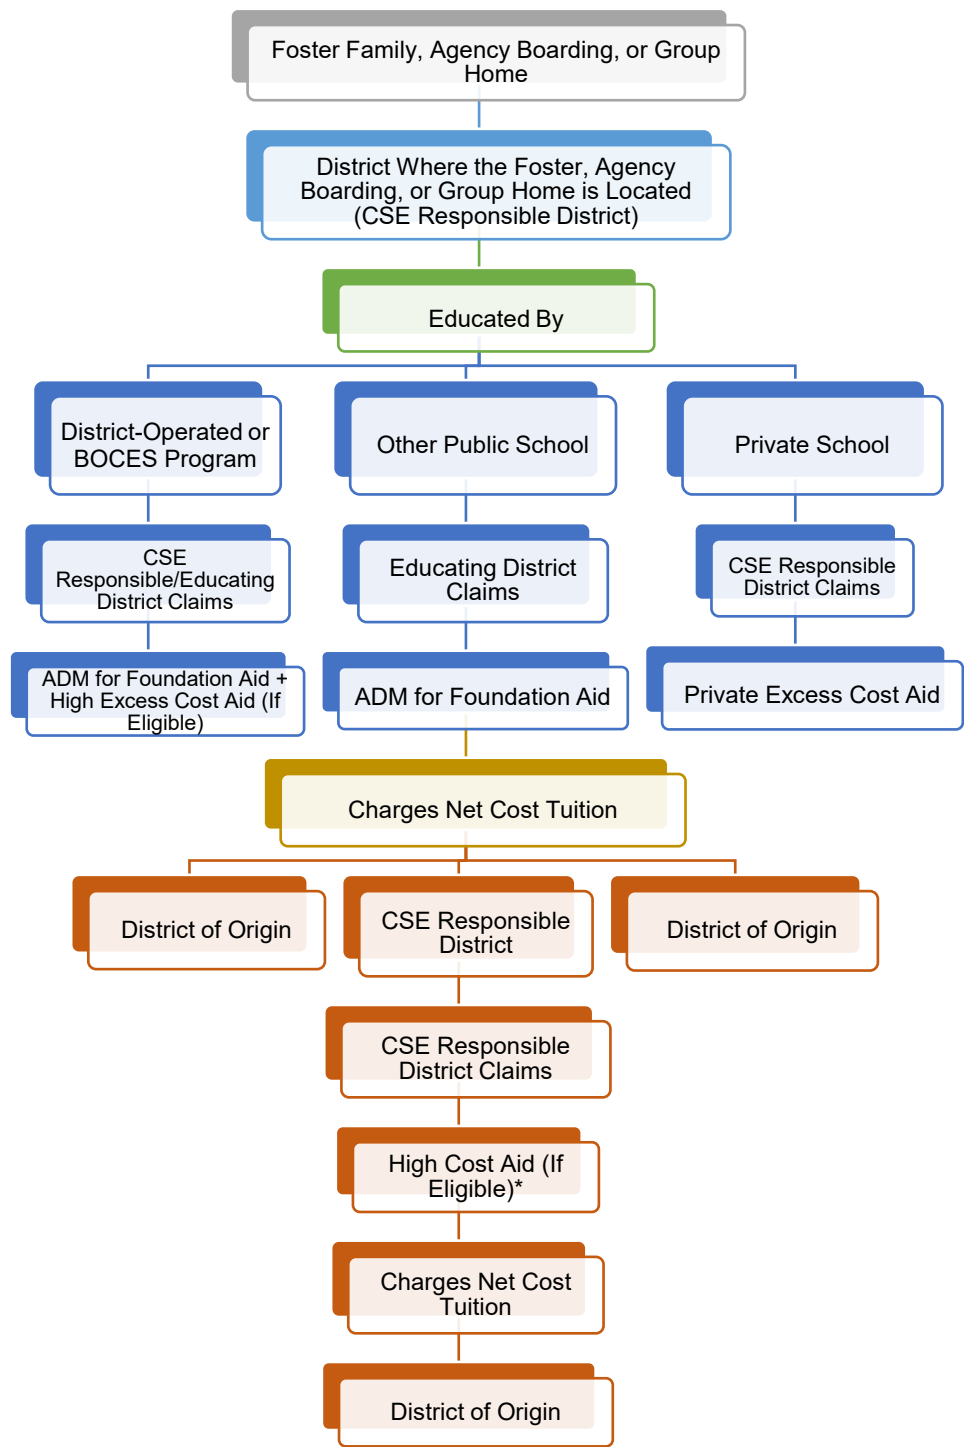 Foster Family, Agency Boarding, or Group
Home
District Where the Foster, Agency
Boarding, or Group Home is Located
(CSE Responsible District)
Educated By
District-Operated or
BOCES Program
Other Public School
Private School
CSE
Responsible/Educating
District Claims
Educating District
Claims
CSE Responsible
District Claims
ADM for Foundation Aid +
High Excess Cost Aid (If
Eligible)
ADM for Foundation Aid
Private Excess Cost Aid
Charges Net Cost Tuition
District of Origin
CSE Responsible
District
District of Origin
CSE Responsible
District Claims
High Cost Aid (If
Eligible)*
Charges Net Cost
Tuition
District of Origin